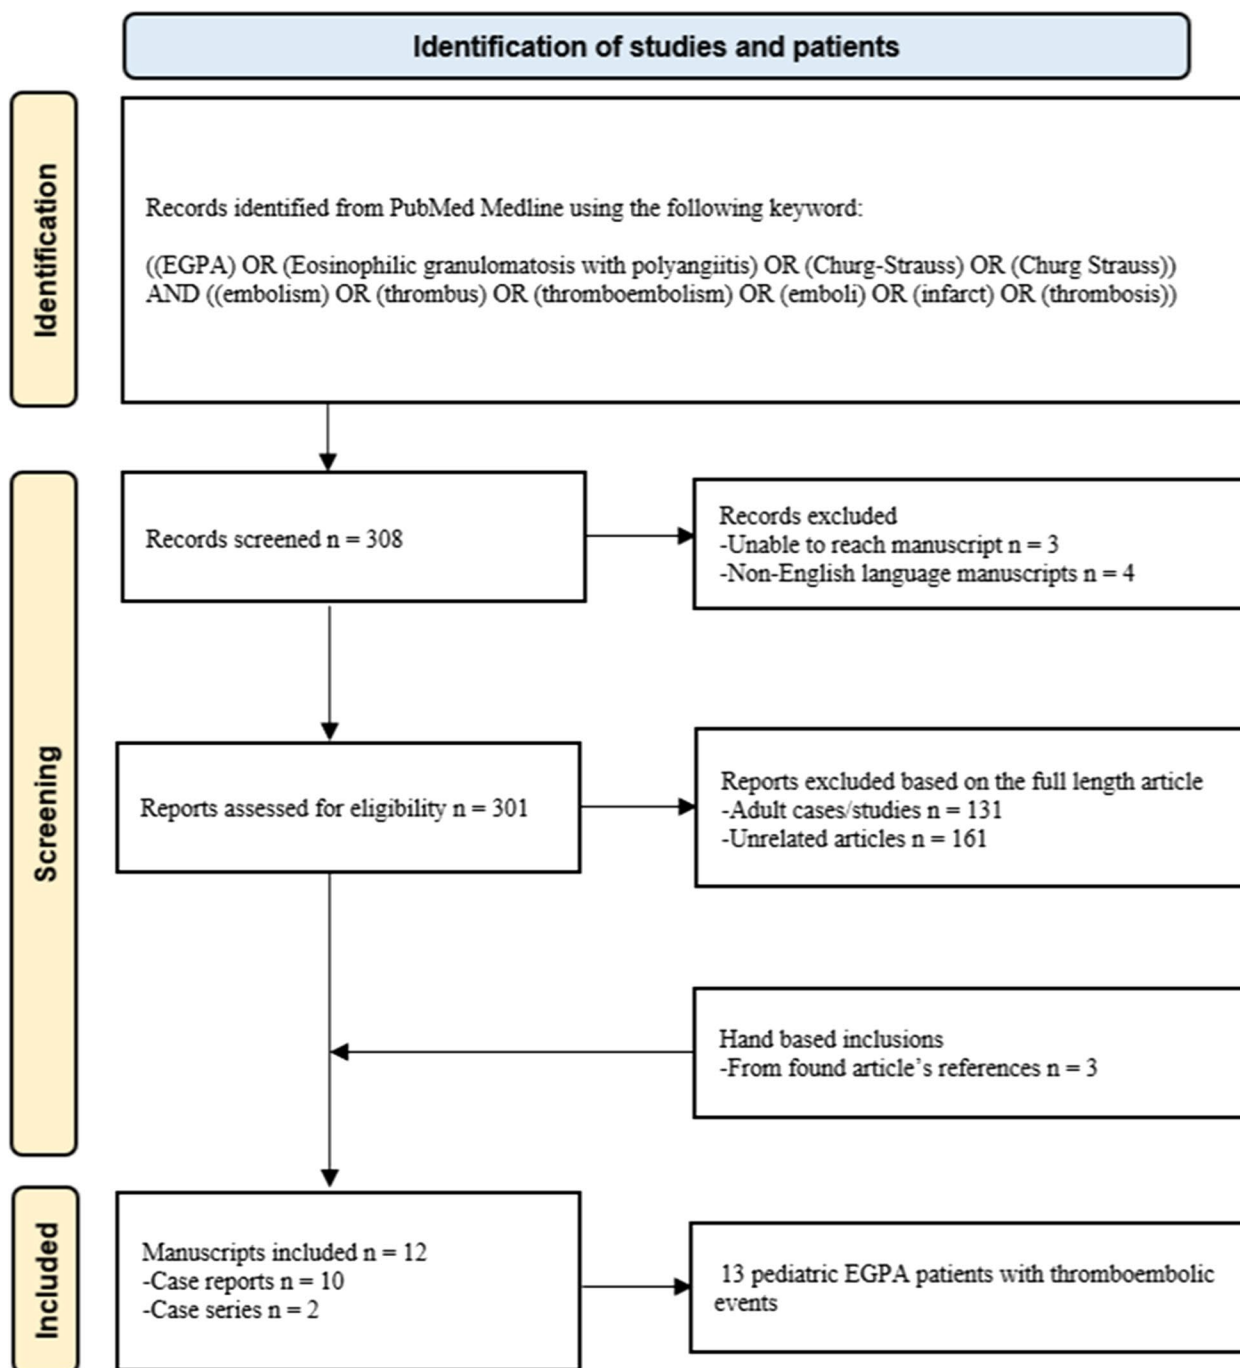 Identification of studies and patients
Identification
Records identified from PubMed Medline using the following keyword:
((EGPA) OR (Eosinophilic granulomatosis with polyangiitis) OR (Churg-Strauss) OR (Churg Strauss))
AND ((embolism) OR (thrombus) OR (thromboembolism) OR (emboli) OR (infarct) OR (thrombosis))
Screening
Records screened n = 308
Records excluded
-Unable to reach manuscript n = 3
-Non-English language manuscripts n = 4
Reports assessed for eligibility n = 301
Reports excluded based on the full length article
-Adult cases/studies n = 131
-Unrelated articles n = 161
Hand based inclusions
-From found article’s references n = 3
Included
Manuscripts included n = 12
-Case reports n = 10
-Case series n = 2
13 pediatric EGPA patients with thromboembolic
events